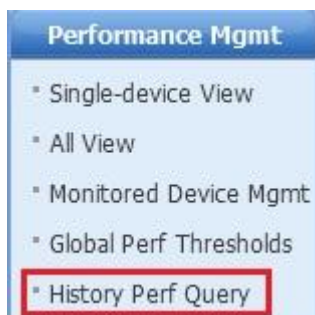 Performance Mgmt
Single-device View
All View
Monitored Device Mgmt
Global Perf Thresholds
History Perf Query